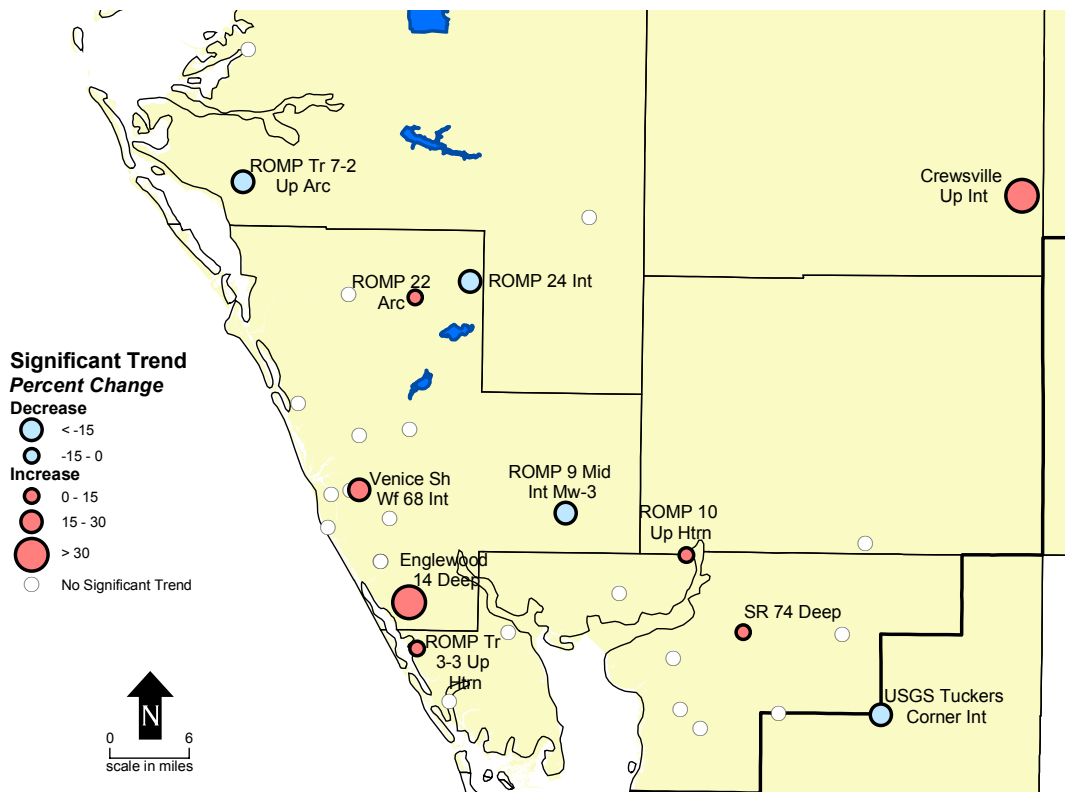 ROMP Tr 7-2
Up Arc
Crewsville
Up Int
ROMP 22
Arc
ROMP 24 Int
Significant Trend
Percent Change
Decrease
< -15
-15 - 0
Increase
0 - 15
15 - 30
> 30
No Significant Trend
Venice Sh
Wf 68 Int
ROMP 9 Mid
Int Mw-3
ROMP 10
Up Htrn
Englewood
14 Deep
SR 74 Deep
ROMP Tr
3-3 Up
Htrn
USGS Tuckers
Corner Int
N
0 6
scale in miles